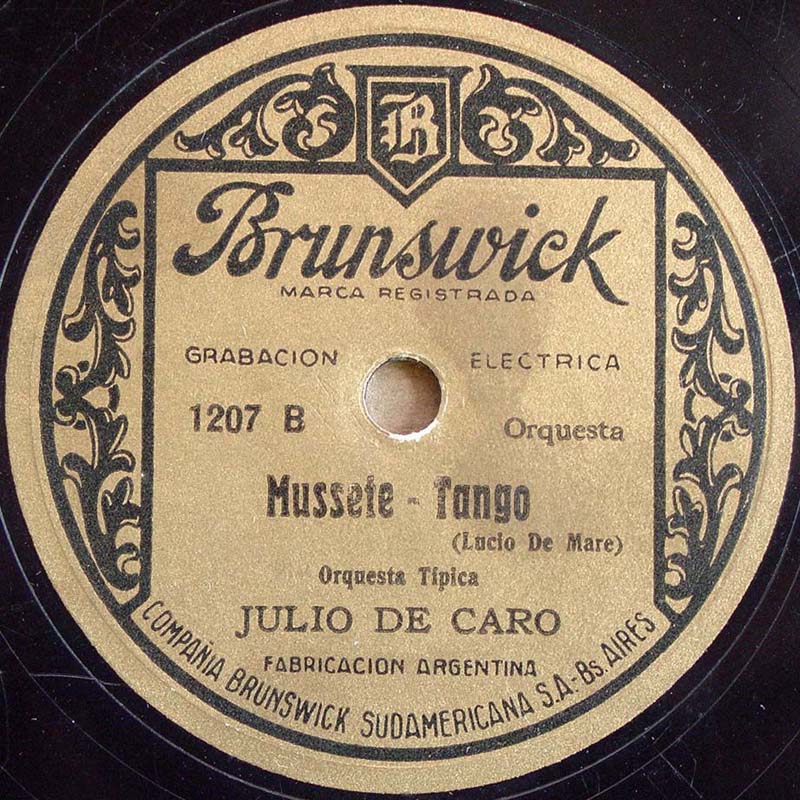 B
Brunswick
MARCA REGISTRADA
GRABACION ELECTRICA
1207 B Orquesta
Mussete - Tango
(Lucio De Mare)
Orquesta Típica
JULIO DE CARO
FABRICACION ARGENTINA
COMPAÑIA BRUNSWICK SUDAMERICANA S.A.-Bs. AIRES